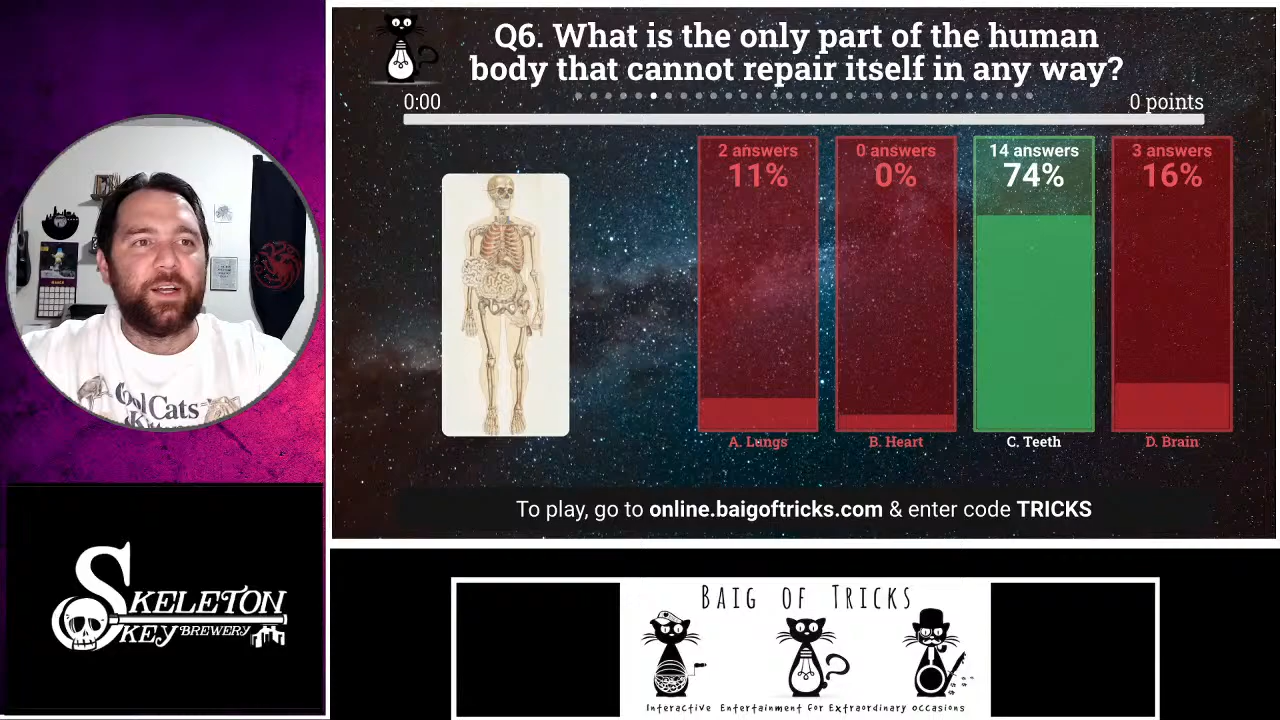 Q6. What is the only part of the human
body that cannot repair itself in any way?
0:00
0 points
2 answers
11%
0 answers
0%
14 answers
74%
3 answers
16%
A. Lungs
B. Heart
C. Teeth
D. Brain
To play, go to online.baigoftricks.com & enter code TRICKS
Cool Cats
SKELETON
KEY BREWERY
BAIG OF TRICKS
Interactive Entertainment for Extraordinary occasions